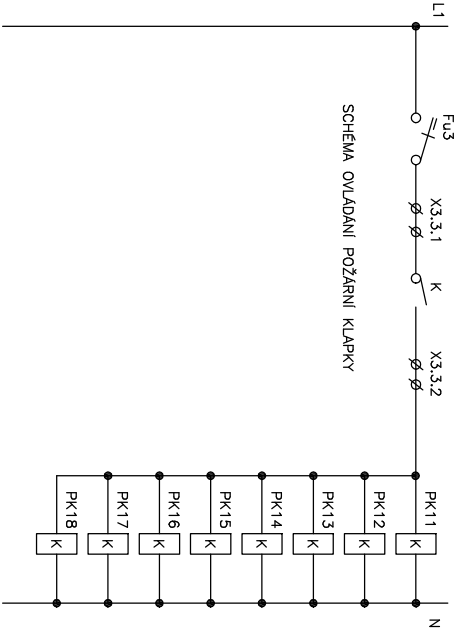 L1
Fu3
X3.3.1
K
X3.3.2
PK11
K
PK12
K
PK13
K
PK14
K
PK15
K
PK16
K
PK17
K
PK18
K
N
SCHÉMA OVLÁDÁNÍ POŽÁRNÍ KLAPKY